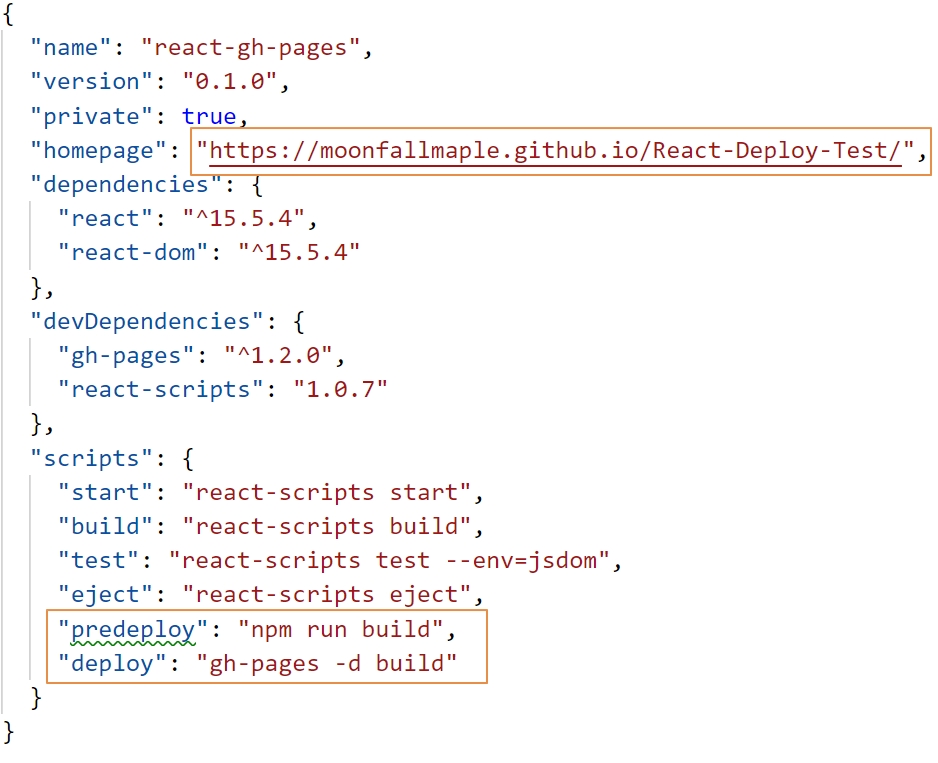 {
"name": "react-gh-pages",
"version": "0.1.0",
"private": true,
"homepage": "https://moonfallmaple.github.io/React-Deploy-Test/",
"dependencies": {
"react": "^15.5.4",
"react-dom": "^15.5.4"
},
"devDependencies": {
"gh-pages": "^1.2.0",
"react-scripts": "1.0.7"
},
"scripts": {
"start": "react-scripts start",
"build": "react-scripts build",
"test": "react-scripts test --env=jsdom",
"eject": "react-scripts eject",
"predeploy": "npm run build",
"deploy": "gh-pages -d build"
}
}